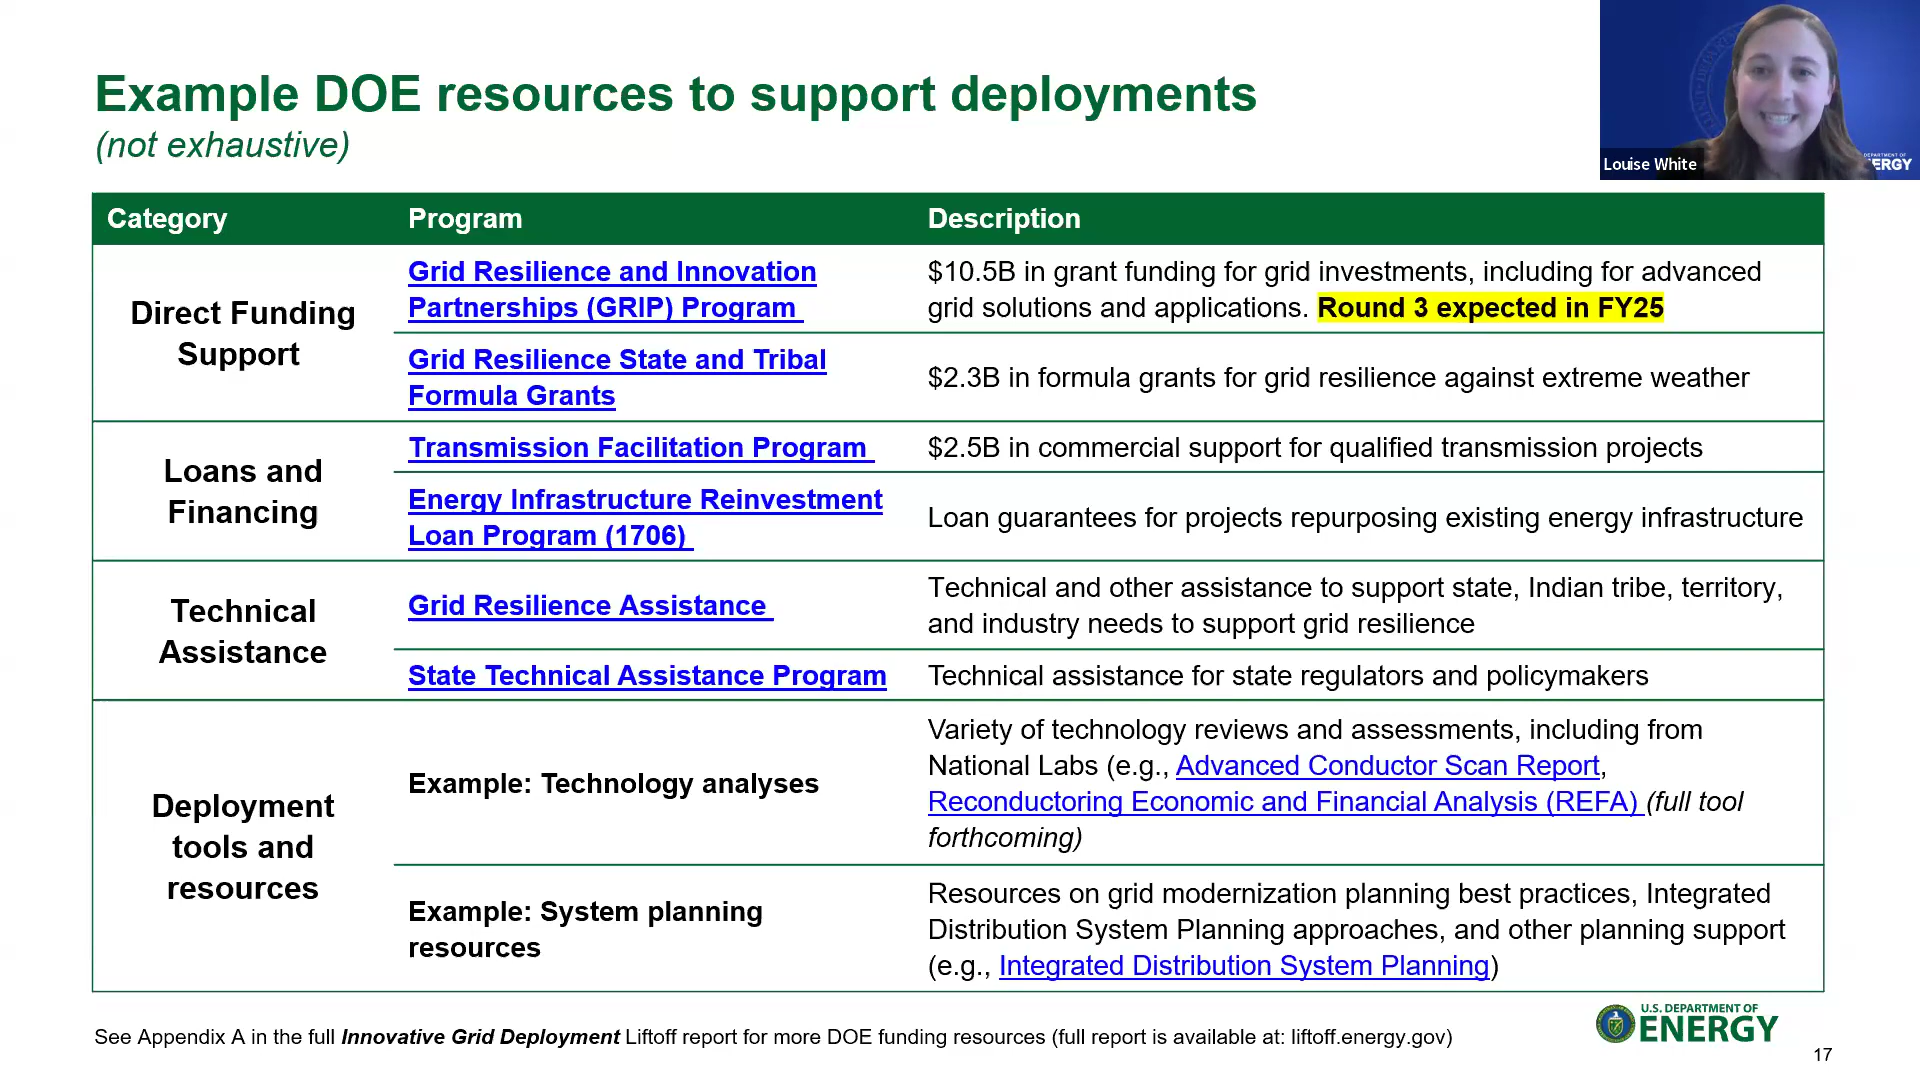 Example DOE resources to support deployments
(not exhaustive)
Louise White
DEPARTMENT OF
ERGY
Category Program Description
Direct Funding
Support
Grid Resilience and Innovation
Partnerships (GRIP) Program
$10.5B in grant funding for grid investments, including for advanced
grid solutions and applications. Round 3 expected in FY25
Grid Resilience State and Tribal
Formula Grants
$2.3B in formula grants for grid resilience against extreme weather
Loans and
Financing
Transmission Facilitation Program
$2.5B in commercial support for qualified transmission projects
Energy Infrastructure Reinvestment
Loan Program (1706)
Loan guarantees for projects repurposing existing energy infrastructure
Technical
Assistance
Grid Resilience Assistance
Technical and other assistance to support state, Indian tribe, territory,
and industry needs to support grid resilience
State Technical Assistance Program
Technical assistance for state regulators and policymakers
Deployment
tools and
resources
Example: Technology analyses
Variety of technology reviews and assessments, including from
National Labs (e.g., Advanced Conductor Scan Report,
Reconductoring Economic and Financial Analysis (REFA) (full tool
forthcoming)
Example: System planning
resources
Resources on grid modernization planning best practices, Integrated
Distribution System Planning approaches, and other planning support
(e.g., Integrated Distribution System Planning)
See Appendix A in the full Innovative Grid Deployment Liftoff report for more DOE funding resources (full report is available at: liftoff.energy.gov)
U.S. DEPARTMENT OF
ENERGY
17